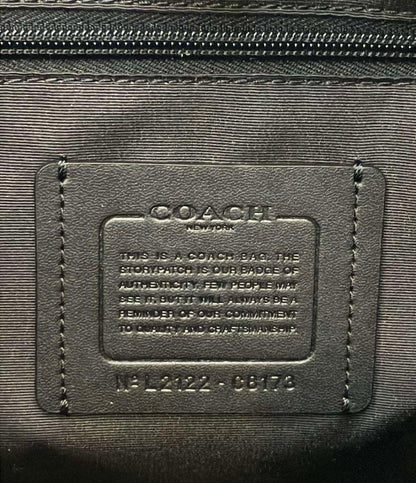 COACH
NEW YORK
THIS IS A COACH BAG. THE
STORYPATCH IS OUR BADGE OF
AUTHENTICITY. FEW PEOPLE MAY
SEE IT, BUT IT WILL ALWAYS BE A
REMINDER OF OUR COMMITMENT
TO QUALITY AND CRAFTSMANSHIP.
Nº L2122 - C6173